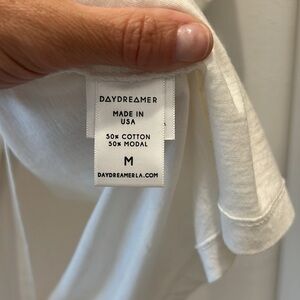 DAYDREAMER
MADE IN
USA
50% COTTON
50% MODAL
M
DAYDREAMERLA.COM